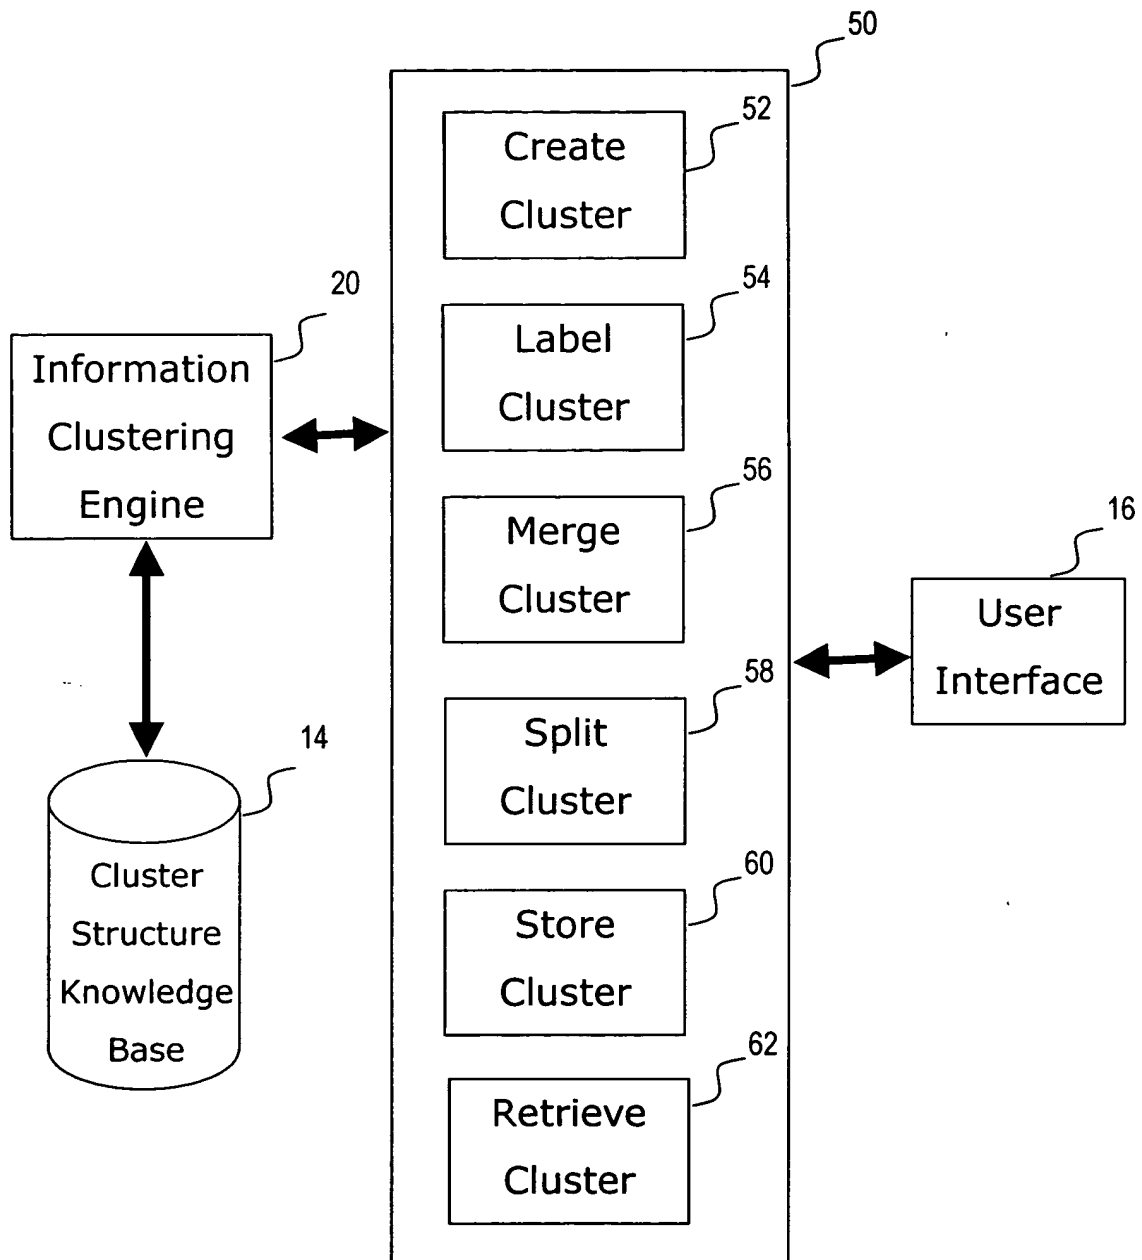 50
52
Create
Cluster
54
Label
Cluster
56
Merge
Cluster
58
Split
Cluster
60
Store
Cluster
62
Retrieve
Cluster
20
Information
Clustering
Engine
14
Cluster
Structure
Knowledge
Base
16
User
Interface